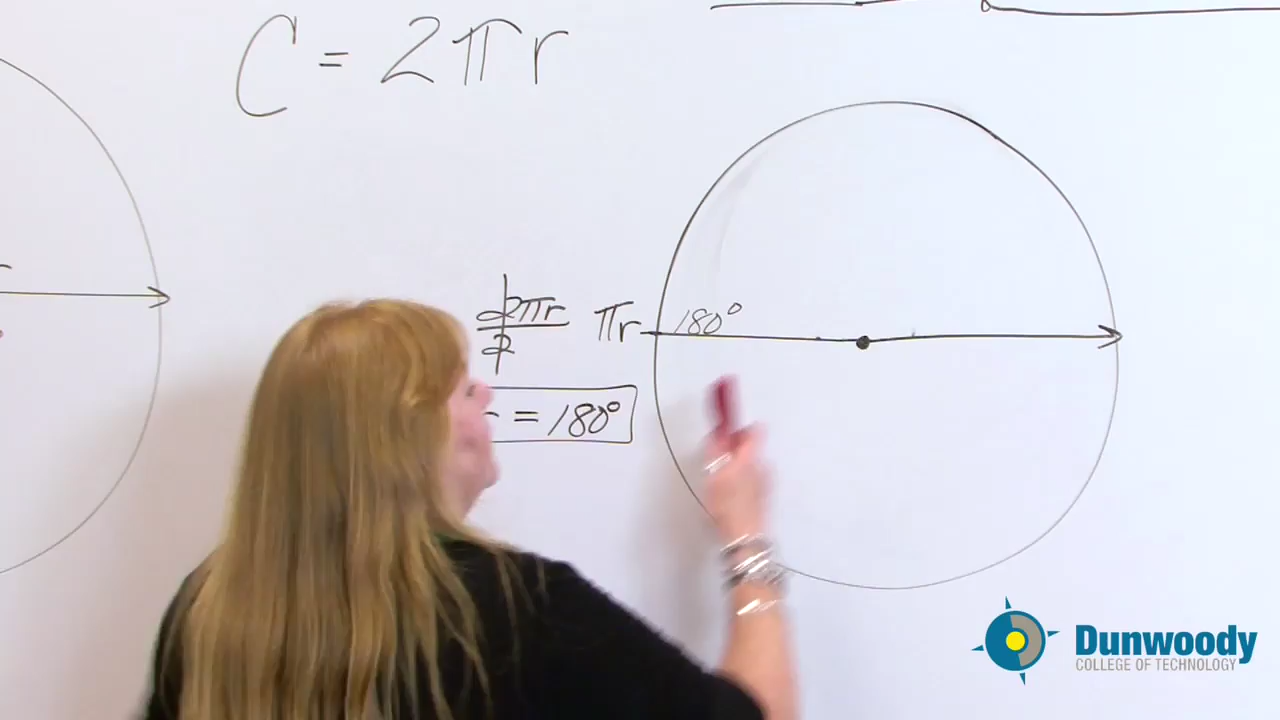 C = 2πr
2πr
2
πr
180°
= 180°
Dunwoody
COLLEGE OF TECHNOLOGY